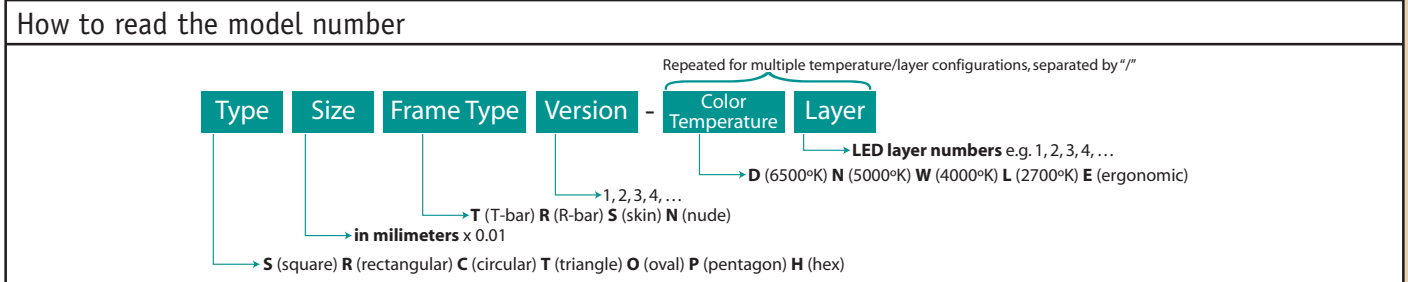 How to read the model number
Repeated for multiple temperature/layer configurations, separated by "/"
Type Size Frame Type Version - Color Temperature Layer
LED layer numbers e.g. 1, 2, 3, 4, ...
D (6500ºK) N (5000ºK) W (4000ºK) L (2700ºK) E (ergonomic)
1, 2, 3, 4, ...
T (T-bar) R (R-bar) S (skin) N (nude)
in milimeters x 0.01
S (square) R (rectangular) C (circular) T (triangle) O (oval) P (pentagon) H (hex)